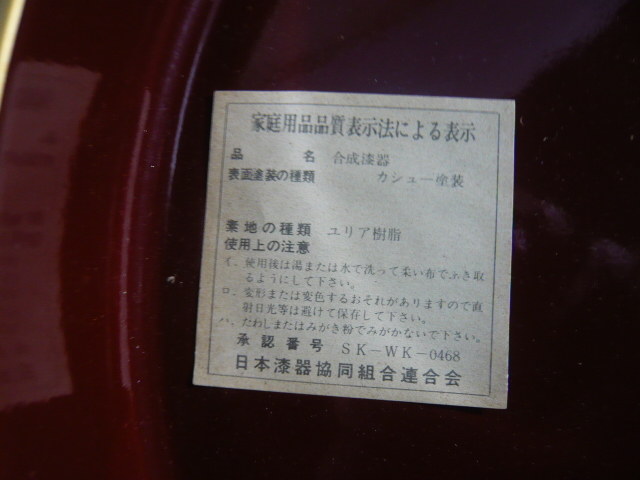 家庭用品品質表示法による表示
品名 合成漆器
表面塗装の種類 カシュー塗装
素地の種類 ユリア樹脂
使用上の注意
イ、使用後は湯または水で洗って柔い布でふき取
るようにして下さい。
ロ、変形または変色するおそれがありますので直
射日光等は避けて保存して下さい。
ハ、たわしまたはみがき粉でみがかないで下さい。
承認番号 SK-WK-0468
日本漆器協同組合連合会